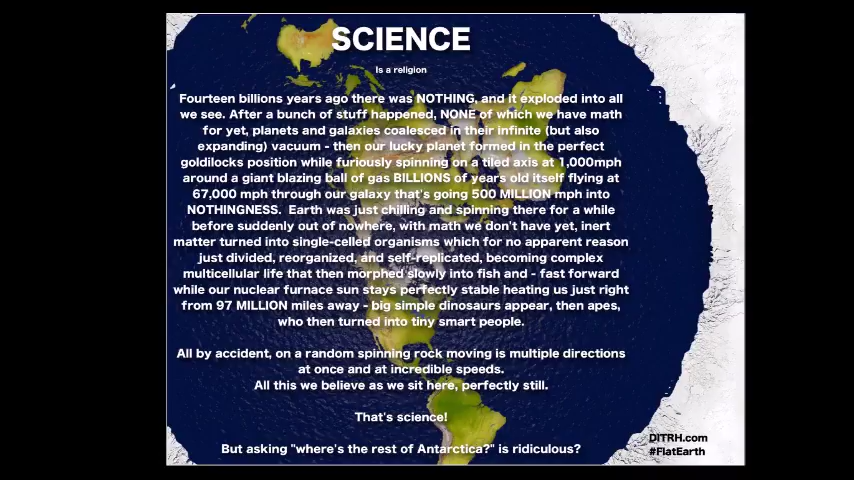 SCIENCE
Is a religion
Fourteen billions years ago there was NOTHING, and it exploded into all
we see. After a bunch of stuff happened, NONE of which we have math
for yet, planets and galaxies coalesced in their infinite (but also
expanding) vacuum - then our lucky planet formed in the perfect
goldilocks position while furiously spinning on a tiled axis at 1,000mph
around a giant blazing ball of gas BILLIONS of years old itself flying at
67,000 mph through our galaxy that's going 500 MILLION mph into
NOTHINGNESS. Earth was just chilling and spinning there for a while
before suddenly out of nowhere, with math we don't have yet, inert
matter turned into single-celled organisms which for no apparent reason
just divided, reorganized, and self-replicated, becoming complex
multicellular life that then morphed slowly into fish and - fast forward
while our nuclear furnace sun stays perfectly stable heating us just right
from 97 MILLION miles away - big simple dinosaurs appear, then apes,
who then turned into tiny smart people.
All by accident, on a random spinning rock moving is multiple directions
at once and at incredible speeds.
All this we believe as we sit here, perfectly still.
That's science!
But asking "where's the rest of Antarctica?" is ridiculous?
DITRH.com
#FlatEarth